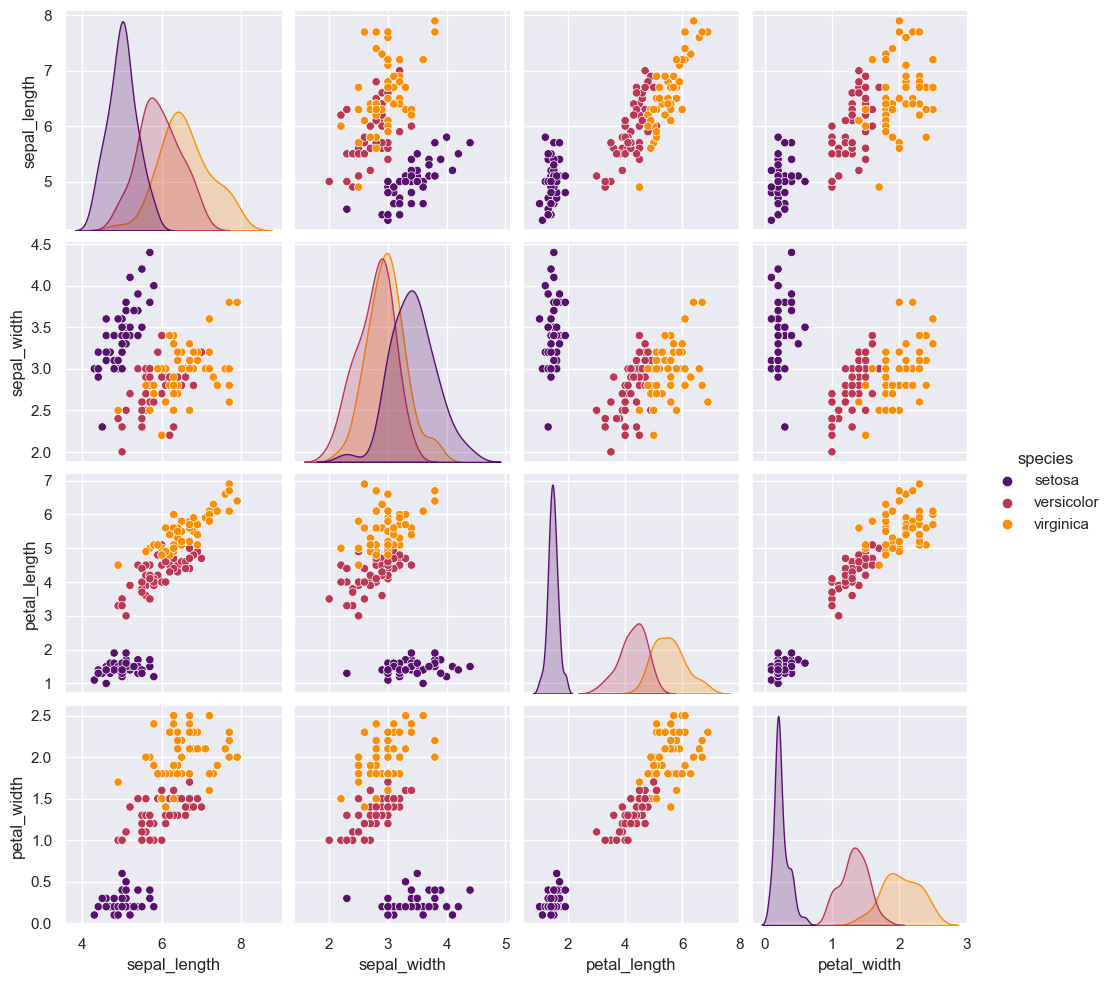 8
7
6
5
sepal_length
4.5
4.0
3.5
3.0
2.5
2.0
sepal_width
7
6
5
4
3
2
1
petal_length
species
setosa
versicolor
virginica
2.5
2.0
1.5
1.0
0.5
0.0
petal_width
4 6 8
2 3 4 5
2 4 6 8
0 1 2 3
sepal_length sepal_width petal_length petal_width